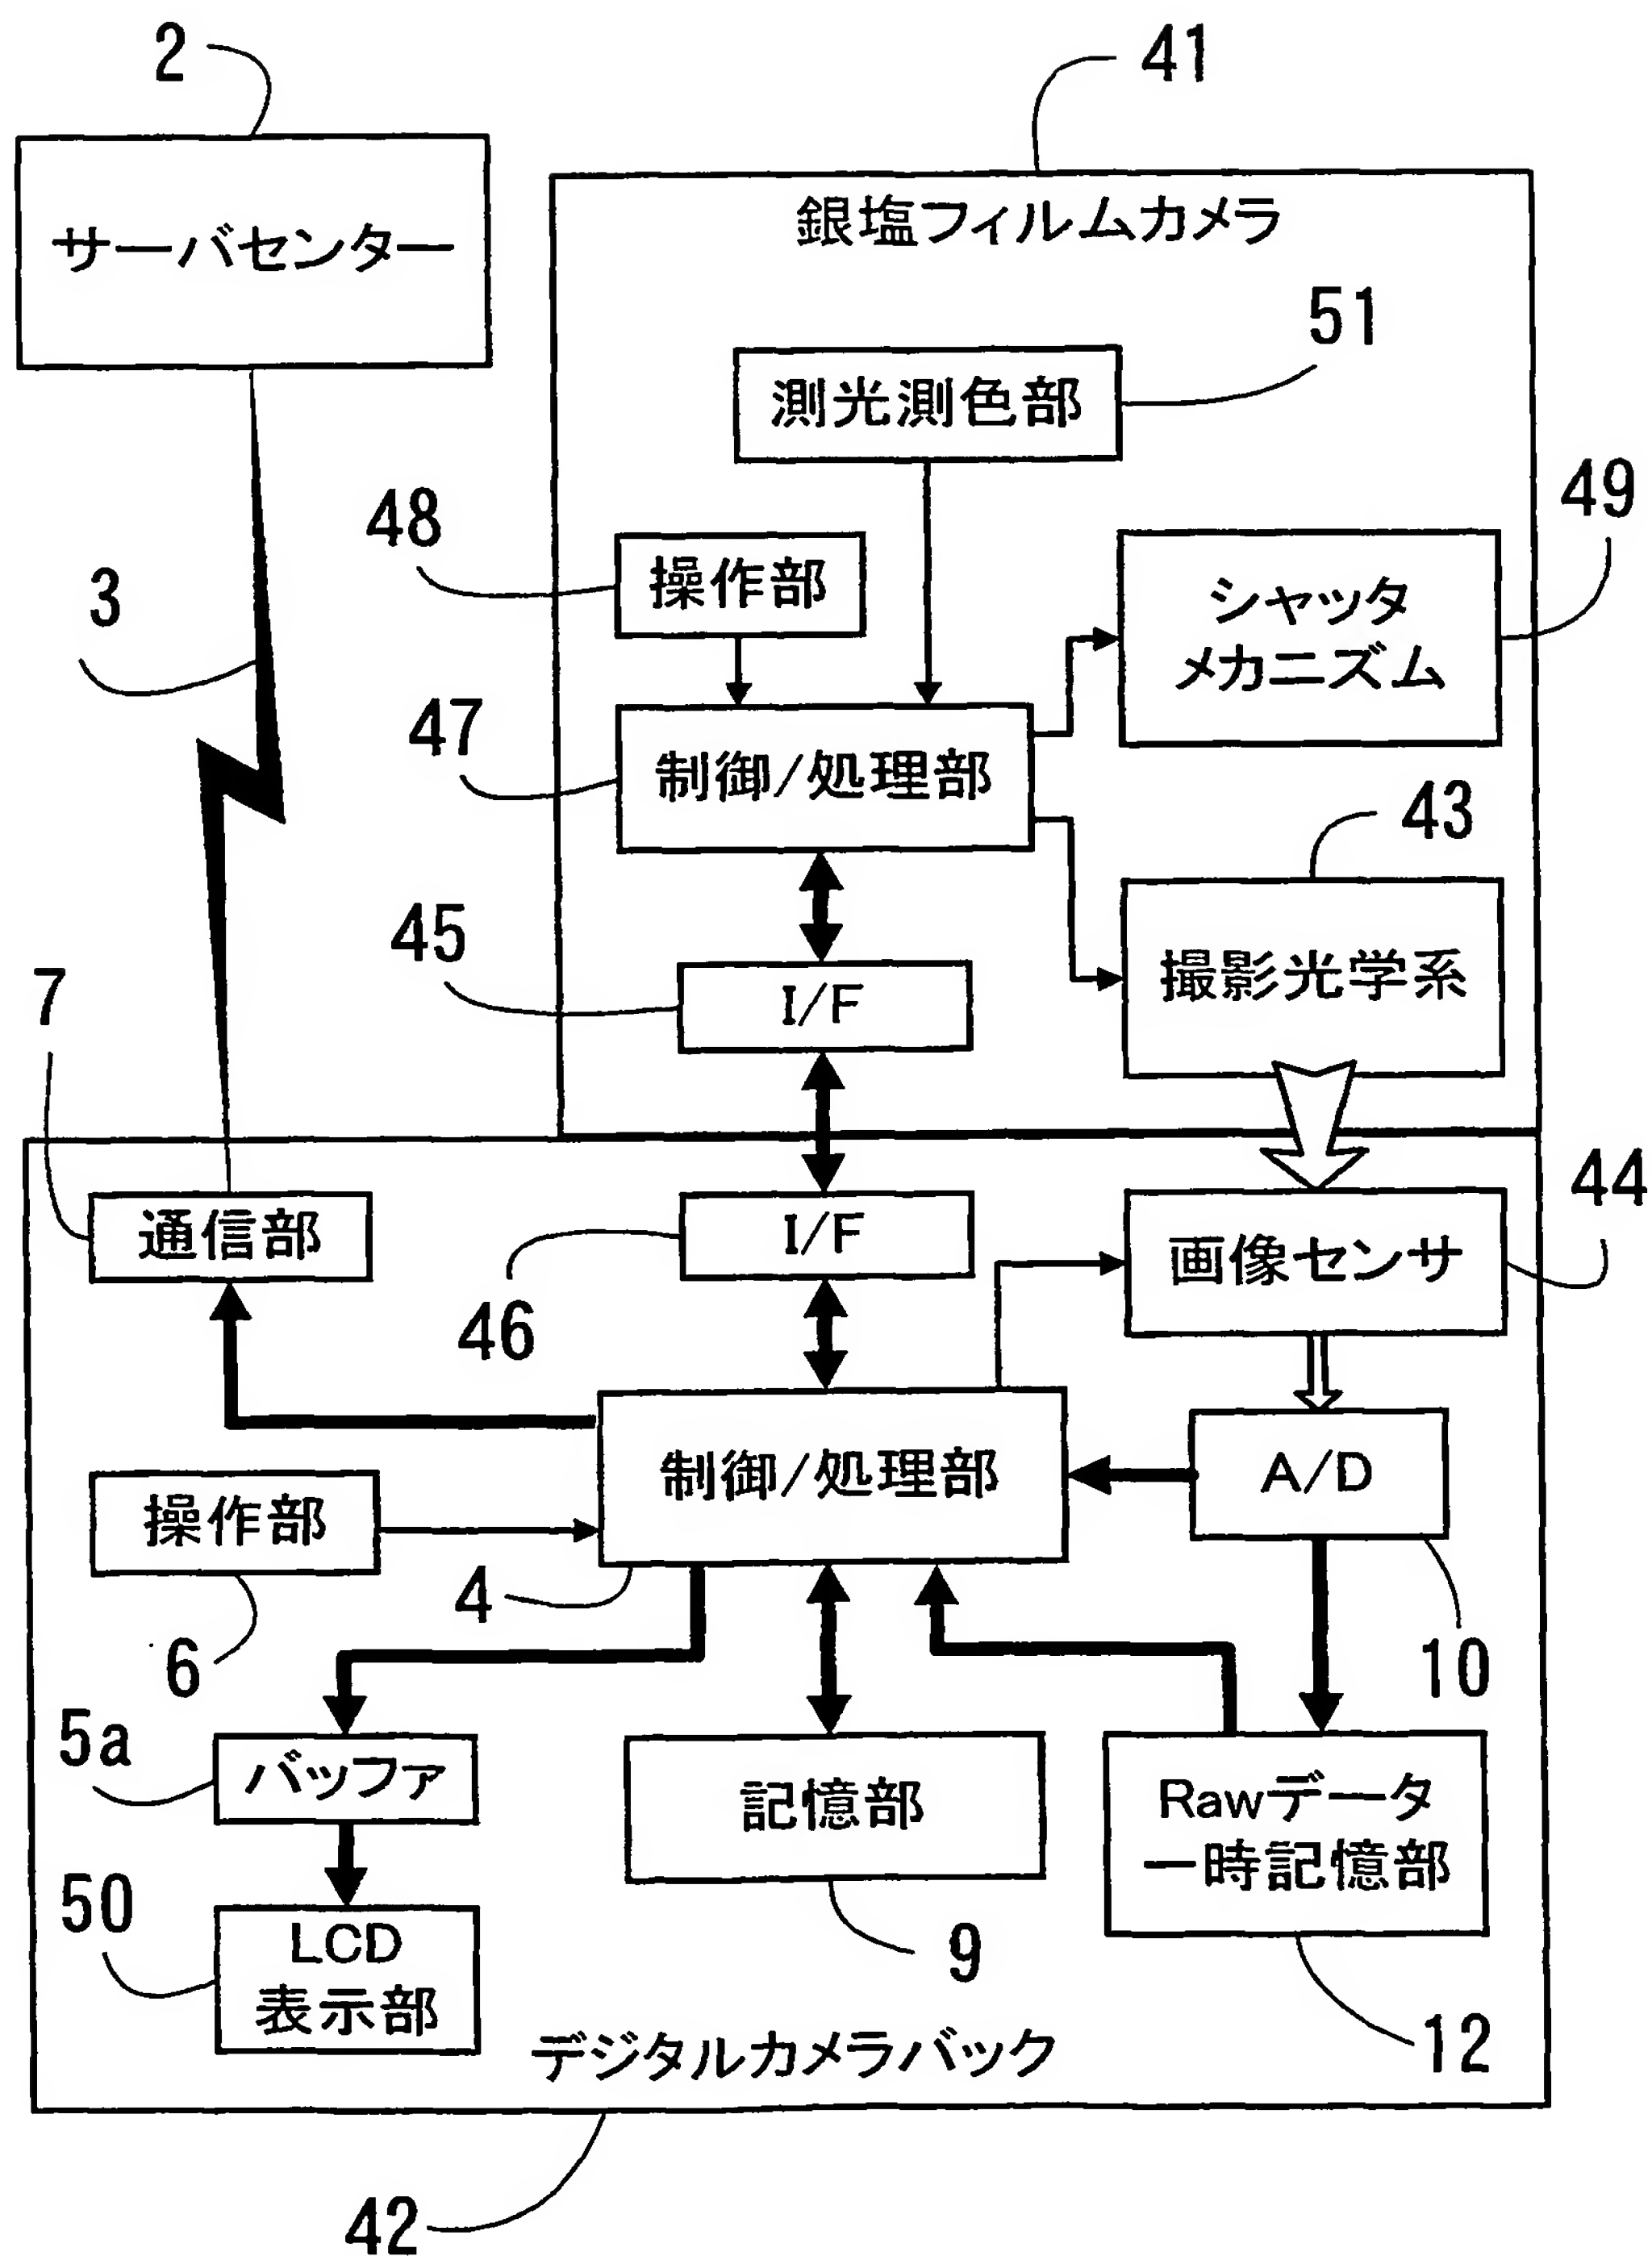 2
サーバセンター
3
41
銀塩フィルムカメラ
51
測光測色部
48
操作部
49
シャッタ
メカニズム
47
制御/処理部
43
撮影光学系
45
I/F
7
通信部
46
I/F
44
画像センサ
制御/処理部
4
A/D
10
操作部
6
5a
バッファ
50
LCD
表示部
記憶部
9
Rawデータ
一時記憶部
12
デジタルカメラバック
42